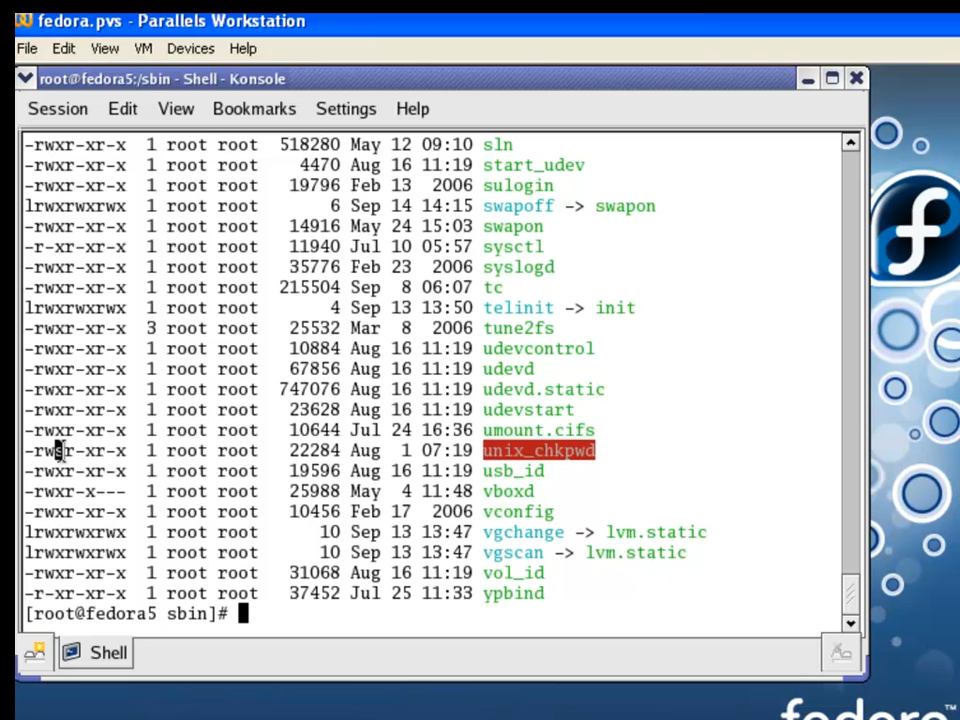 fedora.pvs - Parallels Workstation
File Edit View VM Devices Help
root@fedora5:/sbin - Shell - Konsole
Session Edit View Bookmarks Settings Help
-rwxr-xr-x 1 root root 518280 May 12 09:10 sln
-rwxr-xr-x 1 root root 4470 Aug 16 11:19 start_udev
-rwxr-xr-x 1 root root 19796 Feb 13 2006 sulogin
lrwxrwxrwx 1 root root 6 Sep 14 14:15 swapoff -> swapon
-rwxr-xr-x 1 root root 14916 May 24 15:03 swapon
-r-xr-xr-x 1 root root 11940 Jul 10 05:57 sysctl
-rwxr-xr-x 1 root root 35776 Feb 23 2006 syslogd
-rwxr-xr-x 1 root root 215504 Sep 8 06:07 tc
lrwxrwxrwx 1 root root 4 Sep 13 13:50 telinit -> init
-rwxr-xr-x 3 root root 25532 Mar 8 2006 tune2fs
-rwxr-xr-x 1 root root 10884 Aug 16 11:19 udevcontrol
-rwxr-xr-x 1 root root 67856 Aug 16 11:19 udevd
-rwxr-xr-x 1 root root 747076 Aug 16 11:19 udevd.static
-rwxr-xr-x 1 root root 23628 Aug 16 11:19 udevstart
-rwxr-xr-x 1 root root 10644 Jul 24 16:36 umount.cifs
-rwsr-xr-x 1 root root 22284 Aug 1 07:19 unix_chkpwd
-rwxr-xr-x 1 root root 19596 Aug 16 11:19 usb_id
-rwxr-x--- 1 root root 25988 May 4 11:48 vboxd
-rwxr-xr-x 1 root root 10456 Feb 17 2006 vconfig
lrwxrwxrwx 1 root root 10 Sep 13 13:47 vgchange -> lvm.static
lrwxrwxrwx 1 root root 10 Sep 13 13:47 vgscan -> lvm.static
-rwxr-xr-x 1 root root 31068 Aug 16 11:19 vol_id
-r-xr-xr-x 1 root root 37452 Jul 25 11:33 ypbind
[root@fedora5 sbin]#
Shell
fedora™